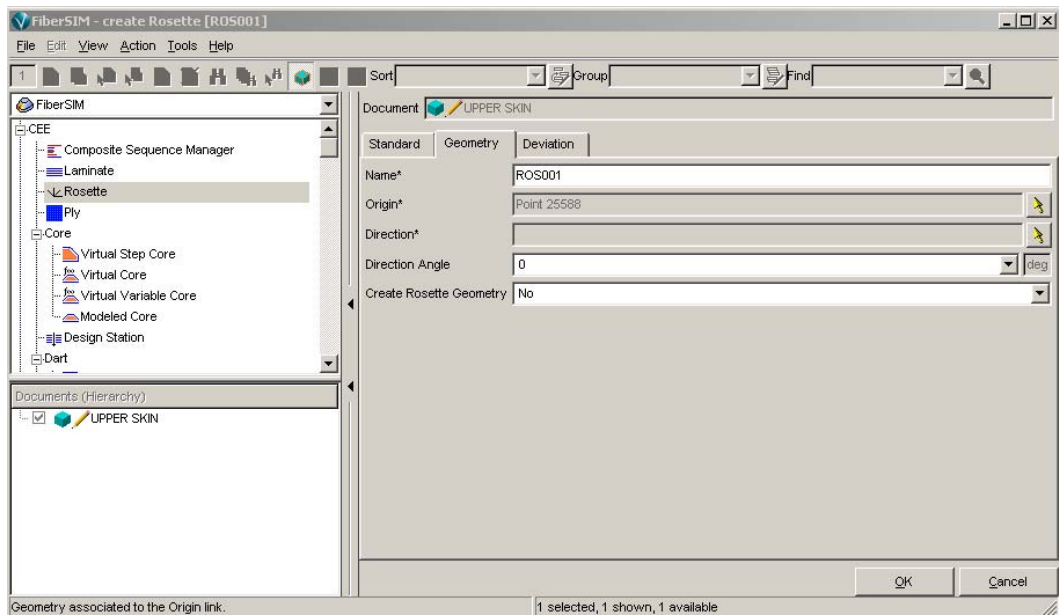 FiberSIM - create Rosette [ROS001]
File Edit View Action Tools Help
1 Sort Group Find
FiberSIM
Document UPPER SKIN
CEE
Composite Sequence Manager
Laminate
Rosette
Ply
Core
Virtual Step Core
Virtual Core
Virtual Variable Core
Modeled Core
Design Station
Dart
Standard Geometry Deviation
Name* ROS001
Origin* Point 25588
Direction*
Direction Angle 0 deg
Create Rosette Geometry No
Documents (Hierarchy)
UPPER SKIN
OK Cancel
Geometry associated to the Origin link. 1 selected, 1 shown, 1 available